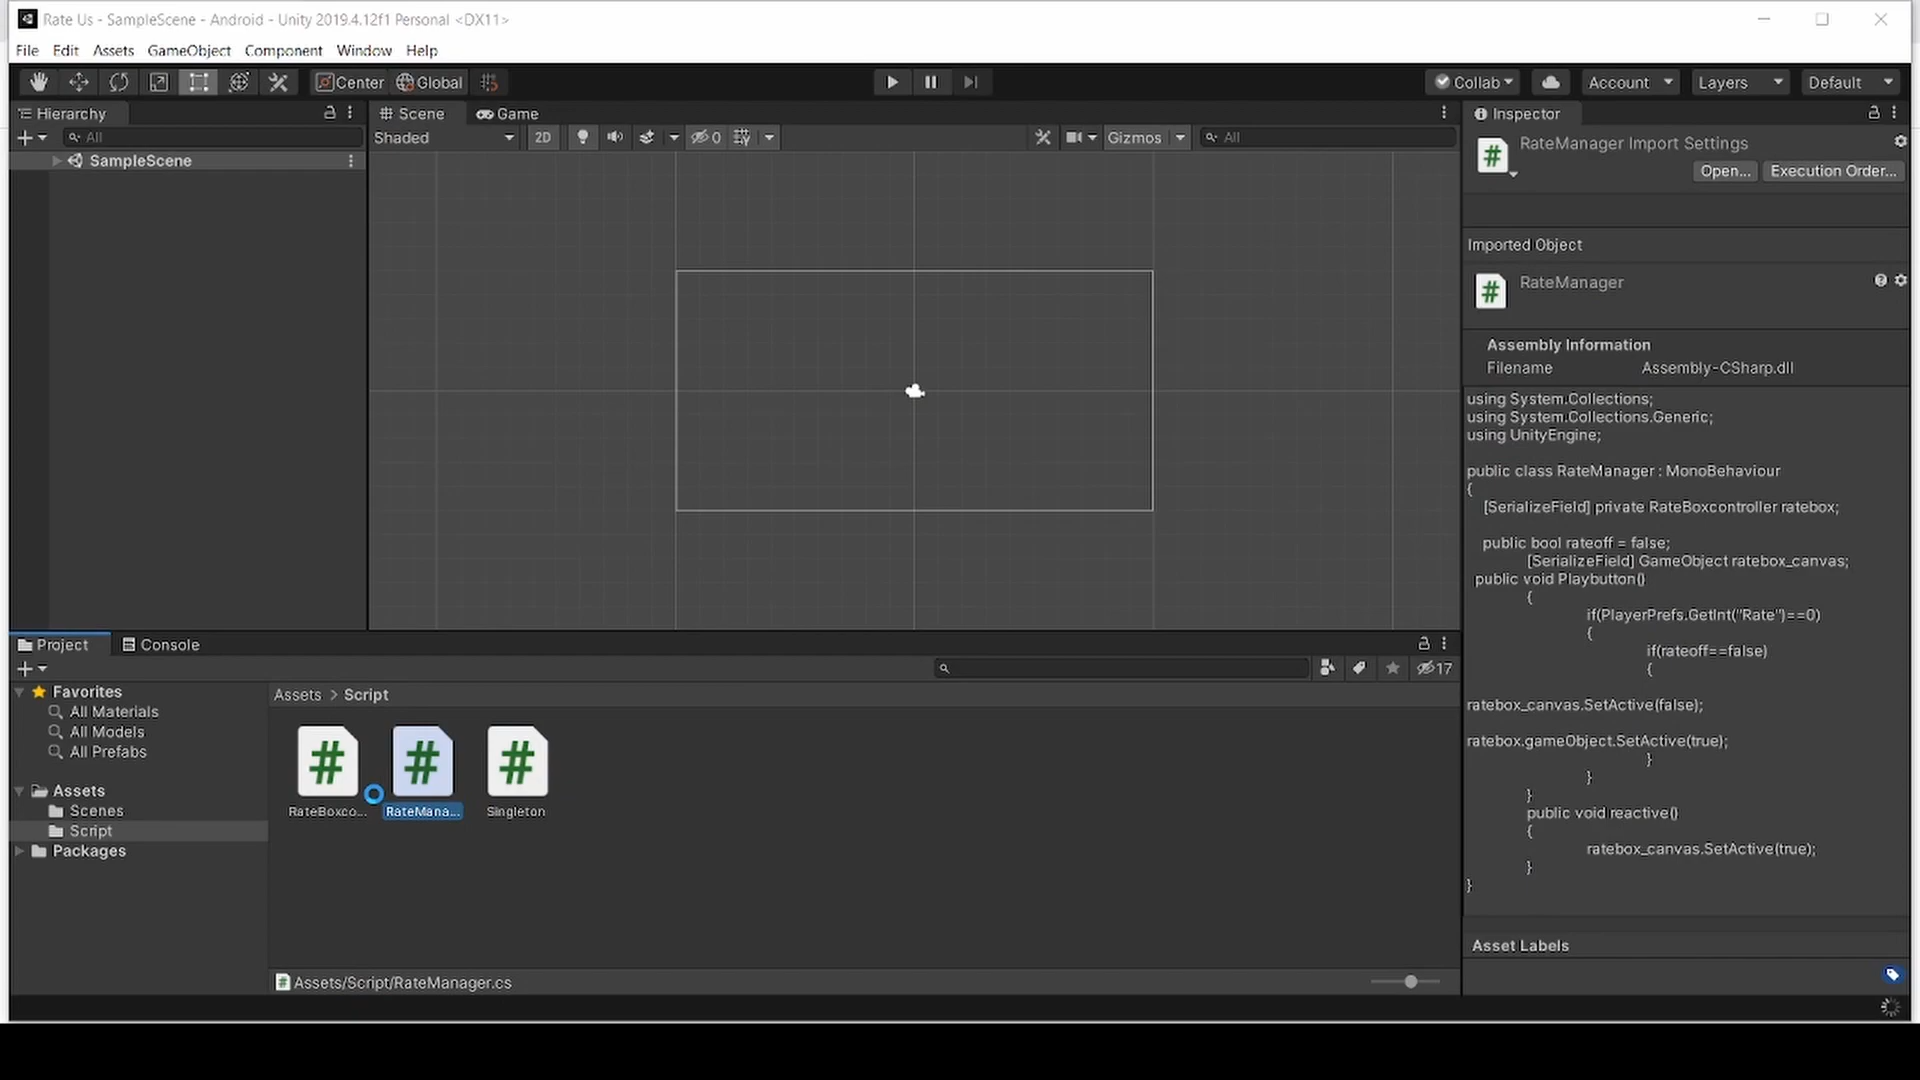 Rate Us - SampleScene - Android - Unity 2019.4.12f1 Personal <DX11>
File Edit Assets GameObject Component Window Help
Center Global
Collab Account Layers Default
Hierarchy
All
SampleScene
Scene Game
Shaded 2D 0 Gizmos All
Inspector
RateManager Import Settings
Open... Execution Order...
Imported Object
RateManager
Assembly Information
Filename Assembly-CSharp.dll
using System.Collections;
using System.Collections.Generic;
using UnityEngine;
public class RateManager : MonoBehaviour
{
[SerializeField] private RateBoxcontroller ratebox;
public bool rateoff = false;
[SerializeField] GameObject ratebox_canvas;
public void Playbutton()
{
if(PlayerPrefs.GetInt("Rate")==0)
{
if(rateoff==false)
{
ratebox_canvas.SetActive(false);
ratebox.gameObject.SetActive(true);
}
}
}
public void reactive()
{
ratebox_canvas.SetActive(true);
}
}
Asset Labels
Project Console
17
Favorites
All Materials
All Models
All Prefabs
Assets
Scenes
Script
Packages
Assets > Script
RateBoxco... RateMana... Singleton
Assets/Script/RateManager.cs